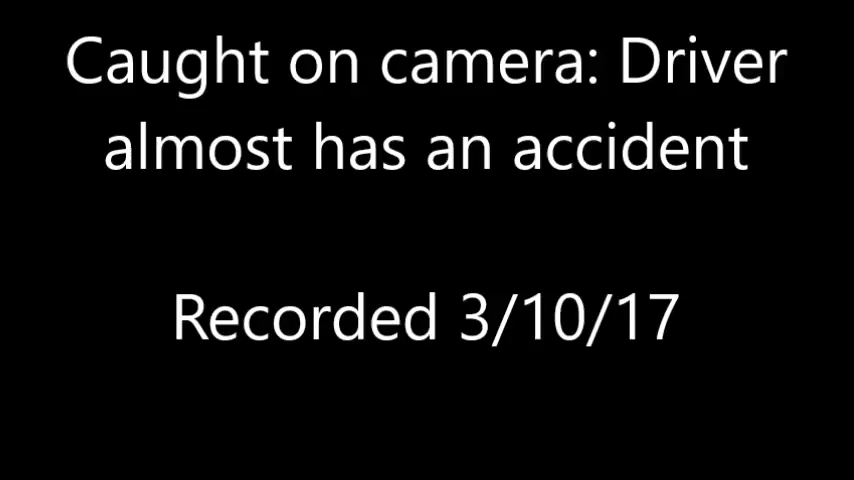 Caught on camera: Driver
almost has an accident
Recorded 3/10/17